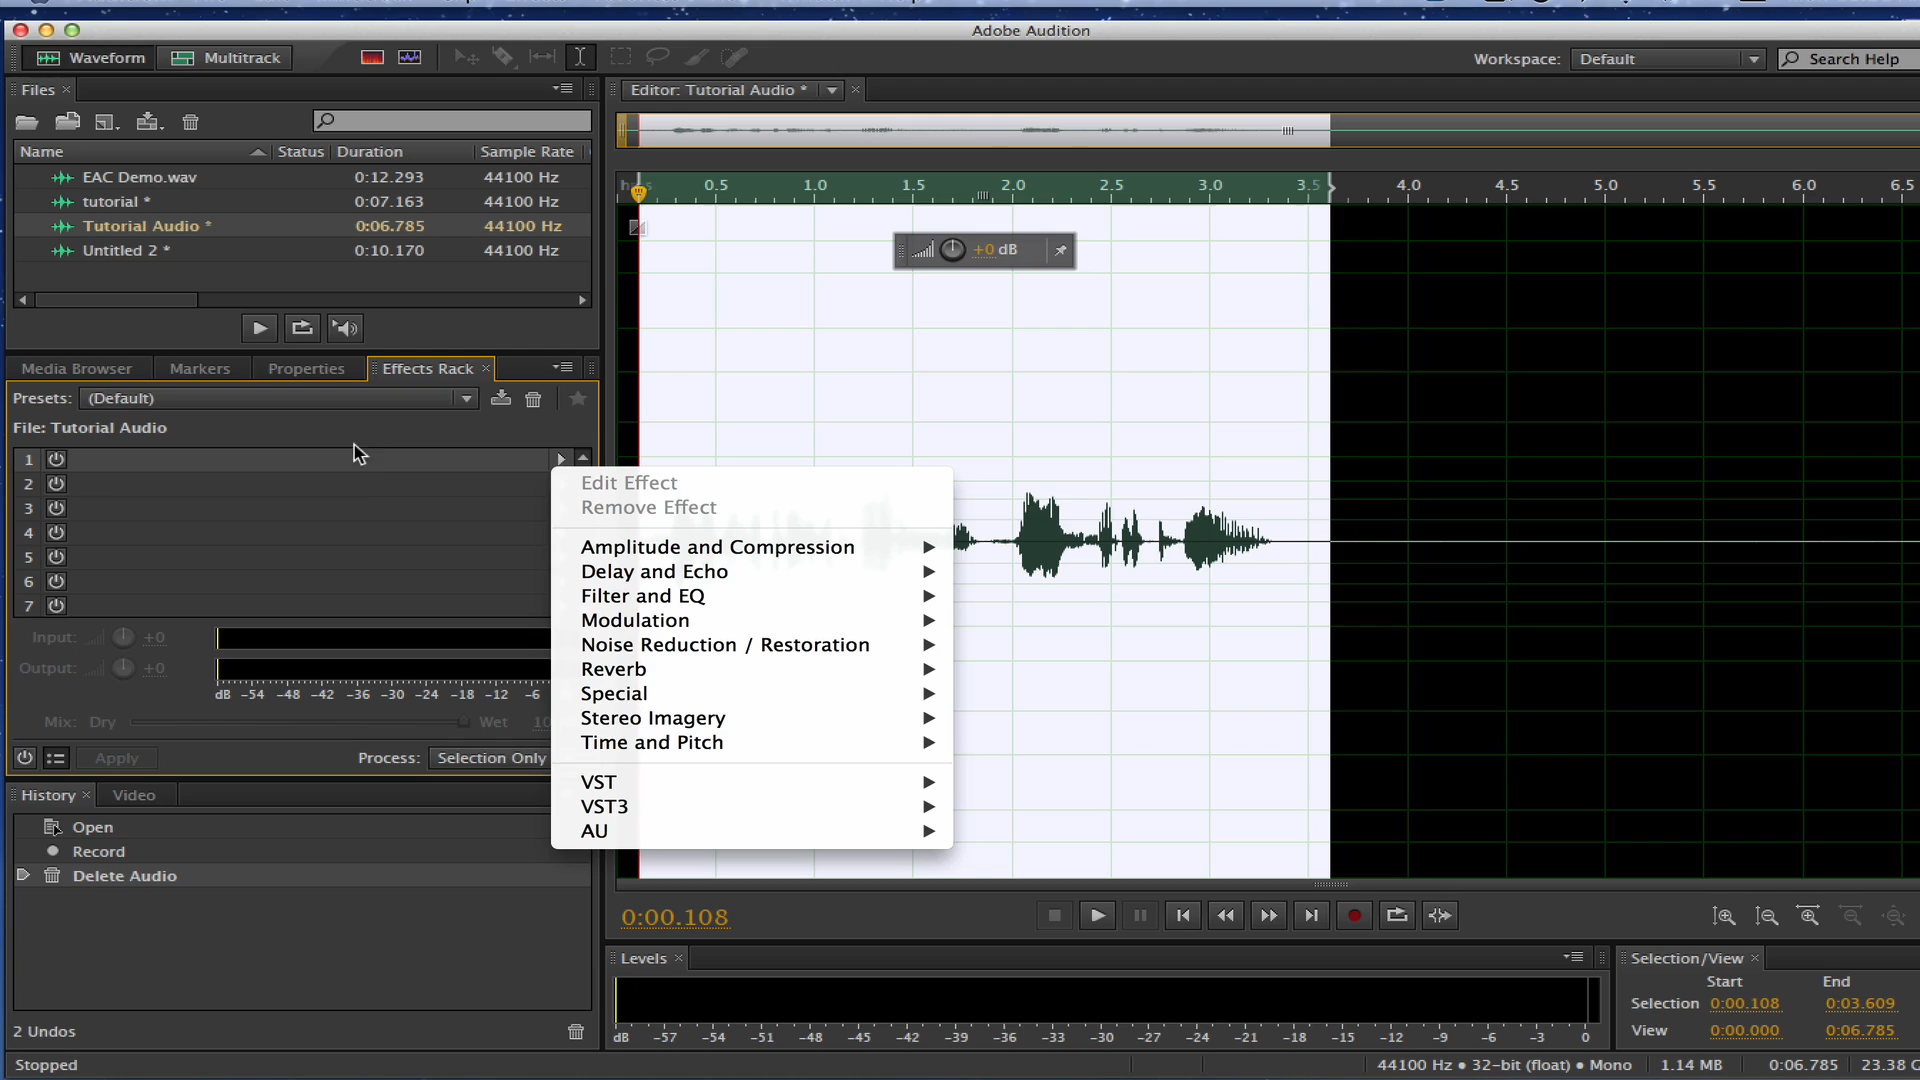 Adobe Audition
Waveform Multitrack Workspace: Default Search Help
Files
Name Status Duration Sample Rate
EAC Demo.wav 0:12.293 44100 Hz
tutorial * 0:07.163 44100 Hz
Tutorial Audio * 0:06.785 44100 Hz
Untitled 2 * 0:10.170 44100 Hz
Media Browser Markers Properties Effects Rack
Presets: (Default)
File: Tutorial Audio
1
2
3
4
5
6
7
Input: +0
Output: +0
dB -54 -48 -42 -36 -30 -24 -18 -12 -6
Mix: Dry Wet 10
Apply Process: Selection Only
History Video
Open
Record
Delete Audio
2 Undos
Stopped
Editor: Tutorial Audio *
0.5 1.0 1.5 2.0 2.5 3.0 3.5 4.0 4.5 5.0 5.5 6.0 6.5
+0 dB
Edit Effect
Remove Effect
Amplitude and Compression
Delay and Echo
Filter and EQ
Modulation
Noise Reduction / Restoration
Reverb
Special
Stereo Imagery
Time and Pitch
VST
VST3
AU
0:00.108
Levels
dB -57 -54 -51 -48 -45 -42 -39 -36 -33 -30 -27 -24 -21 -18 -15 -12 -9 -6 -3 0
Selection/View
Start End
Selection 0:00.108 0:03.609
View 0:00.000 0:06.785
44100 Hz • 32-bit (float) • Mono 1.14 MB 0:06.785 23.38 G